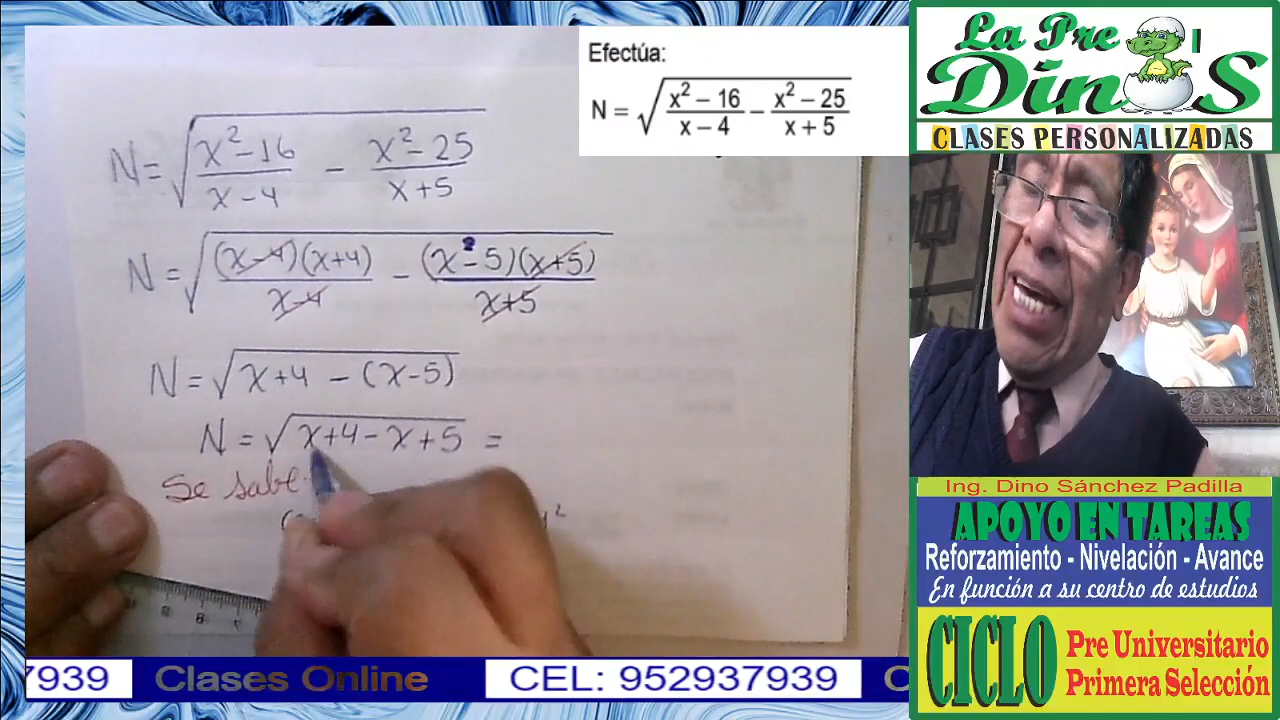 Efectúa:
N = √ x² – 16 / x – 4 – x² – 25 / x + 5
N = √ x² - 16 / x - 4 - x² - 25 / x + 5
N = √ (x-4)(x+4) / x-4 - (x-5)(x+5) / x+5
N = √ x+4 - (x-5)
N = √ x+4 - x+5 =
Se sabe
La Pre
Dino'S
CLASES PERSONALIZADAS
Ing. Dino Sánchez Padilla
APOYO EN TAREAS
Reforzamiento - Nivelación - Avance
En función a su centro de estudios
CICLO
Pre Universitario
Primera Selección
7939 Clases Online CEL: 952937939 C